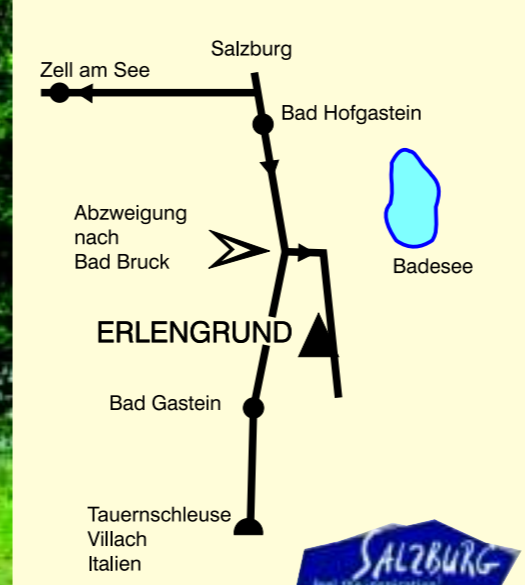 Salzburg
Zell am See
Bad Hofgastein
Abzweigung
nach
Bad Bruck
Badesee
ERLENGRUND
Bad Gastein
Tauernschleuse
Villach
Italien
SALZBURG